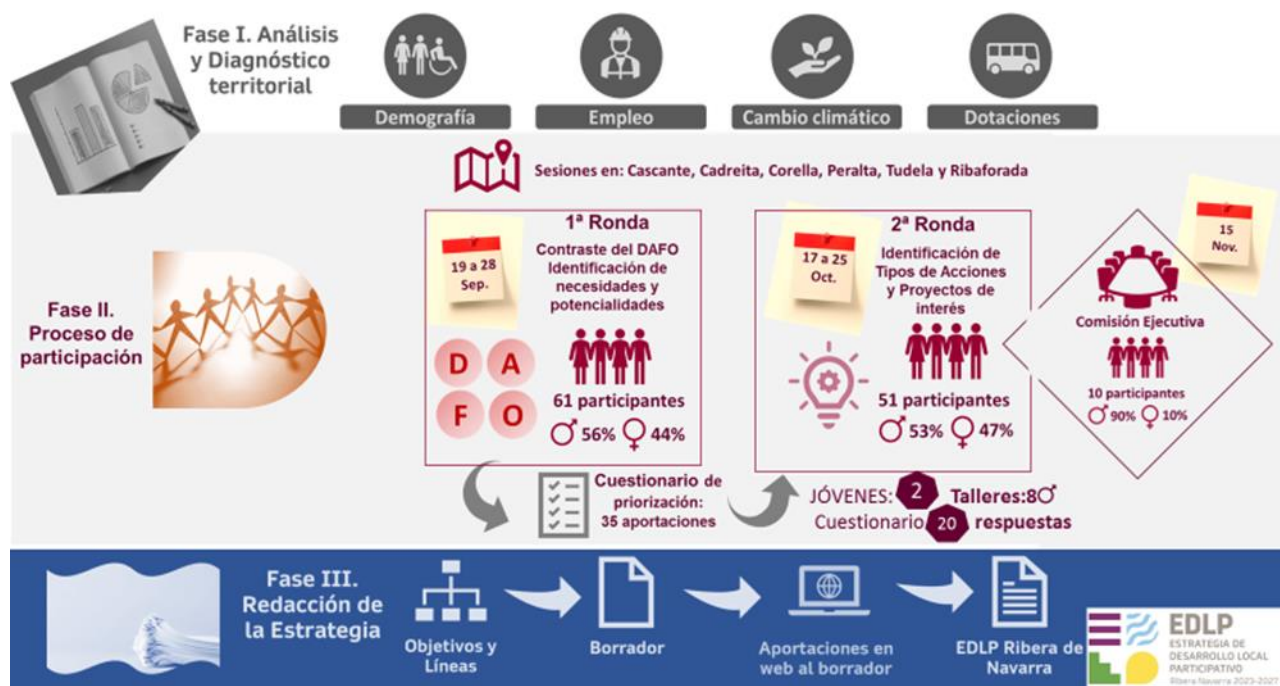 Fase I. Análisis
y Diagnóstico
territorial
Demografía
Empleo
Cambio climático
Dotaciones
Sesiones en: Cascante, Cadreita, Corella, Peralta, Tudela y Ribaforada
Fase II.
Proceso de
participación
19 a 28
Sep.
1ª Ronda
Contraste del DAFO
Identificación de
necesidades y
potencialidades
D A
F O
61 participantes
56% 44%
17 a 25
Oct.
2ª Ronda
Identificación de
Tipos de Acciones
y Proyectos de
interés
51 participantes
53% 47%
15
Nov.
Comisión Ejecutiva
10 participantes
90% 10%
Cuestionario de
priorización:
35 aportaciones
JÓVENES: 2 Talleres:8
Cuestionario 20 respuestas
Fase III.
Redacción de
la Estrategia
Objetivos y
Líneas
Borrador
Aportaciones en
web al borrador
EDLP Ribera de
Navarra
EDLP
ESTRATEGIA DE
DESARROLLO LOCAL
PARTICIPATIVO
Ribera Navarra 2023-2027